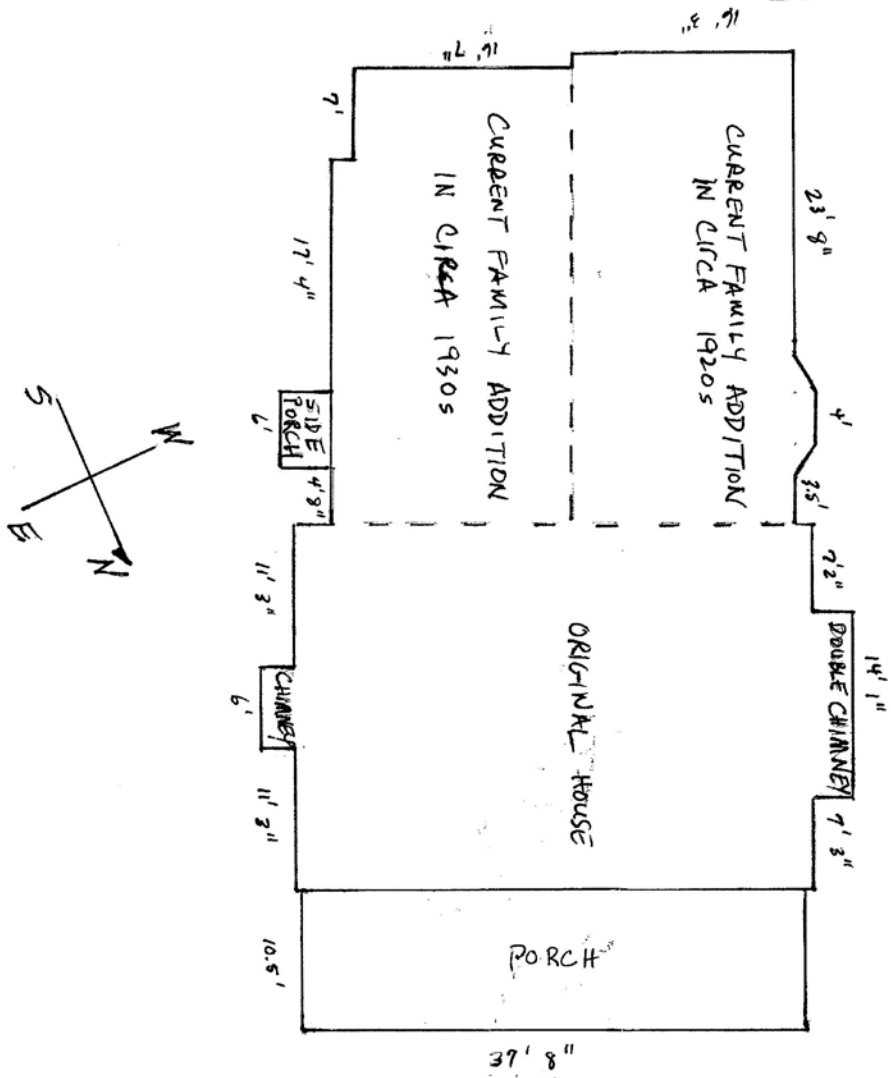 16' 3"
16' 7"
7'
CURRENT FAMILY ADDITION
IN CIRCA 1920s
23' 8"
CURRENT FAMILY ADDITION
IN CIRCA 1930s
17' 4"
4'
3.5'
SIDE
PORCH
6'
4' 8"
S
W
E
N
7' 2"
11' 3"
DOUBLE CHIMNEY
14' 1"
ORIGINAL HOUSE
CHIMNEY
6'
11' 3"
7' 3"
PORCH
10.5'
37' 8"